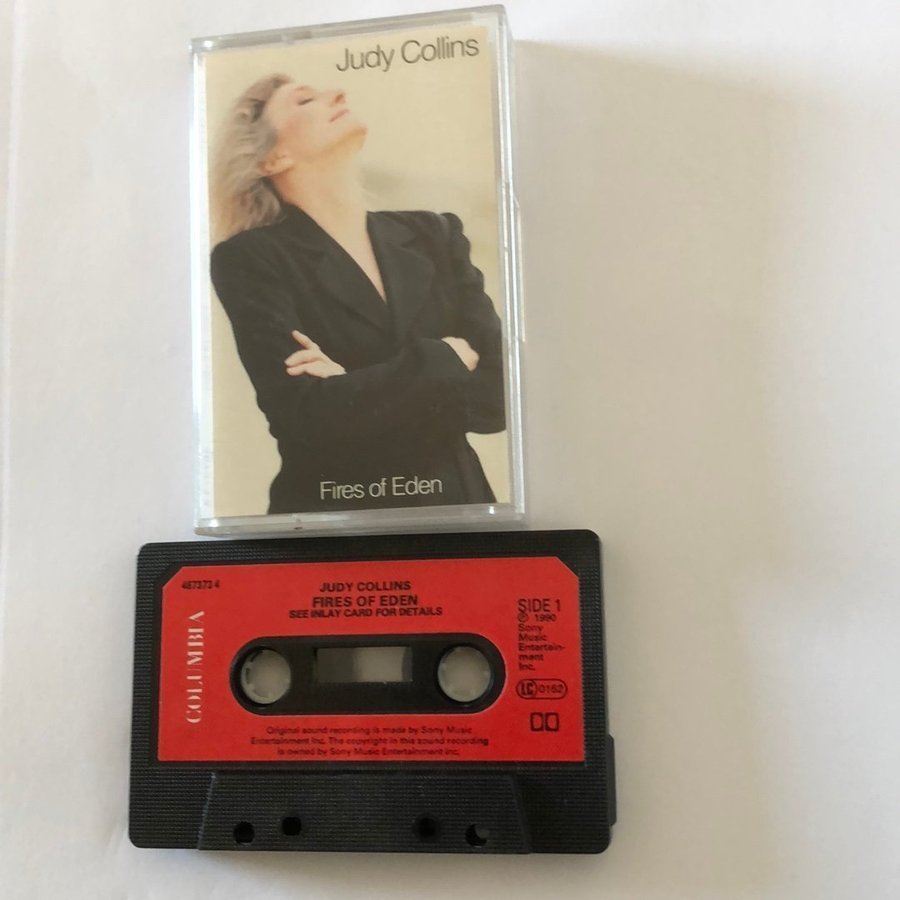 Judy Collins
Fires of Eden
467373 4
JUDY COLLINS
FIRES OF EDEN
SEE INLAY CARD FOR DETAILS
COLUMBIA
SIDE 1
℗ 1990
Sony
Music
Entertain-
ment
Inc.
LC 0162
Original sound recording is made by Sony Music
Entertainment Inc. The copyright in this sound recording
is owned by Sony Music Entertainment Inc.